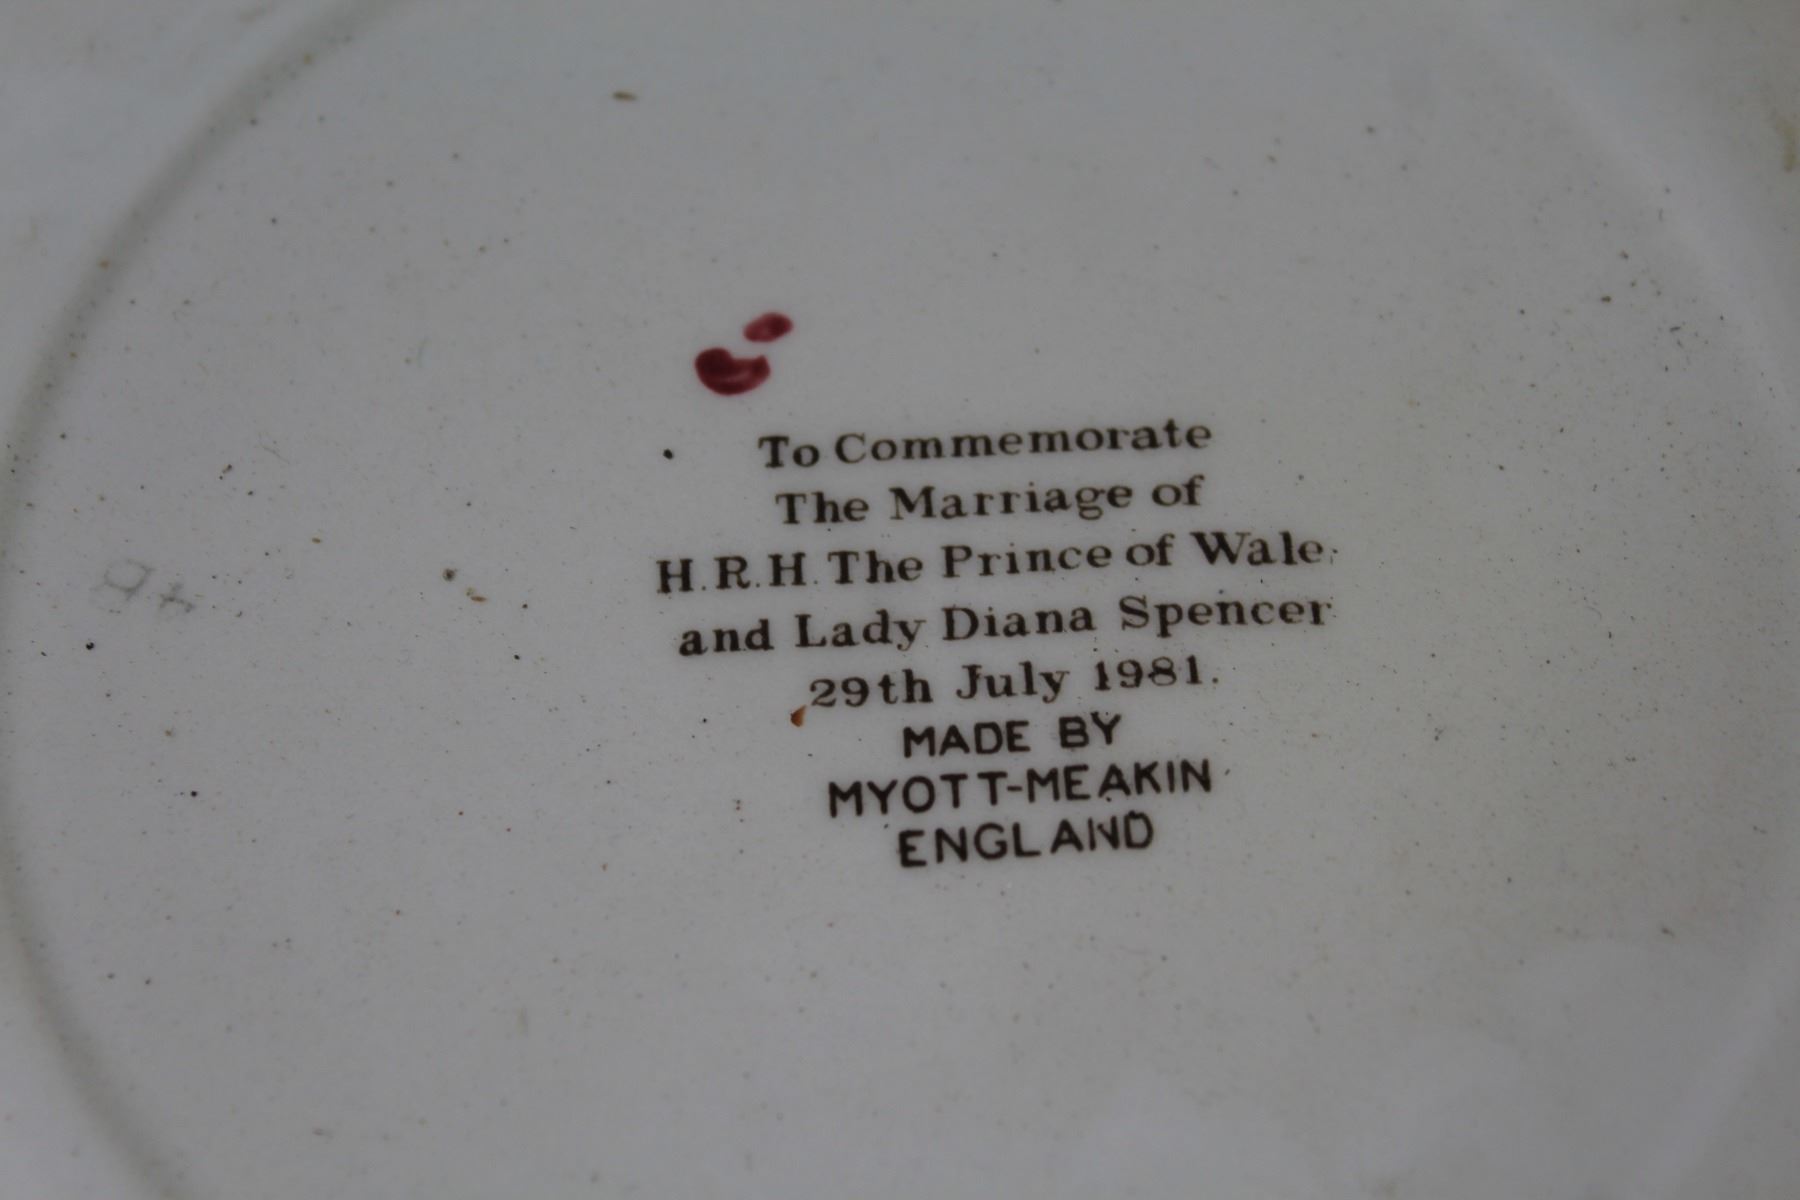 To Commemorate
The Marriage of
H.R.H. The Prince of Wale
and Lady Diana Spencer
29th July 1981.
MADE BY
MYOTT-MEAKIN
ENGLAND